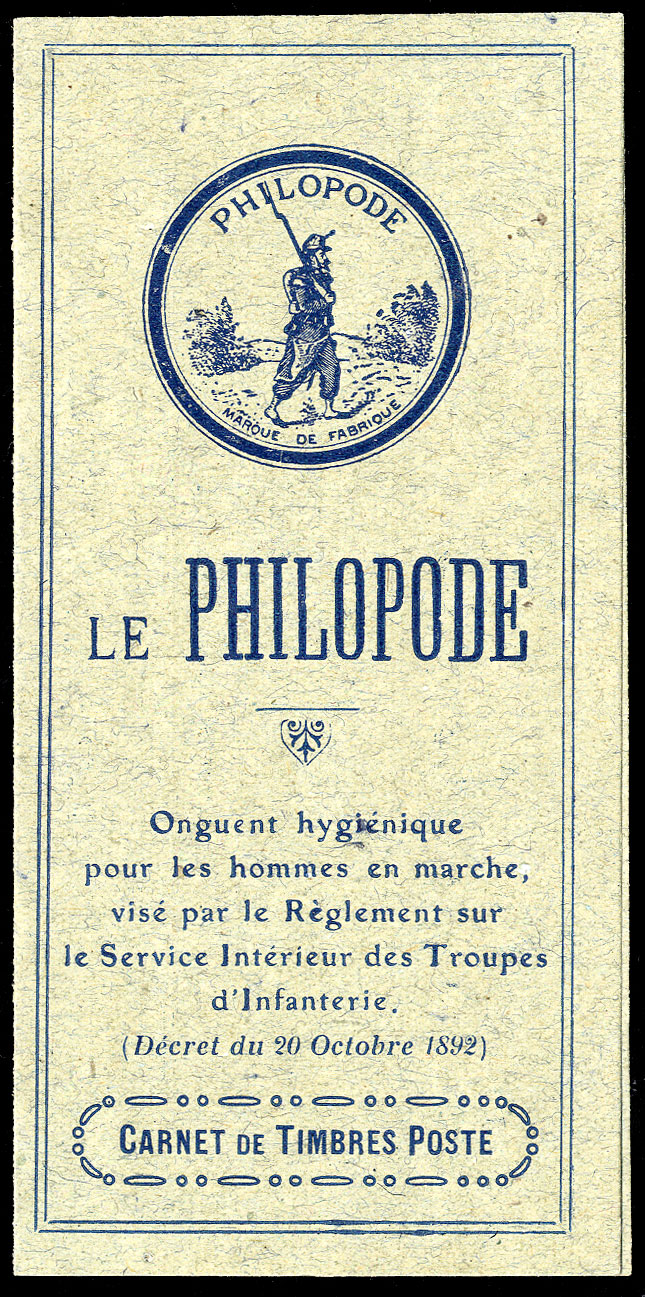 PHILOPODE
MARQUE DE FABRIQUE
LE PHILOPODE
Onguent hygiénique
pour les hommes en marche,
visé par le Règlement sur
le Service Intérieur des Troupes
d'Infanterie.
(Décret du 20 Octobre 1892)
CARNET DE TIMBRES POSTE